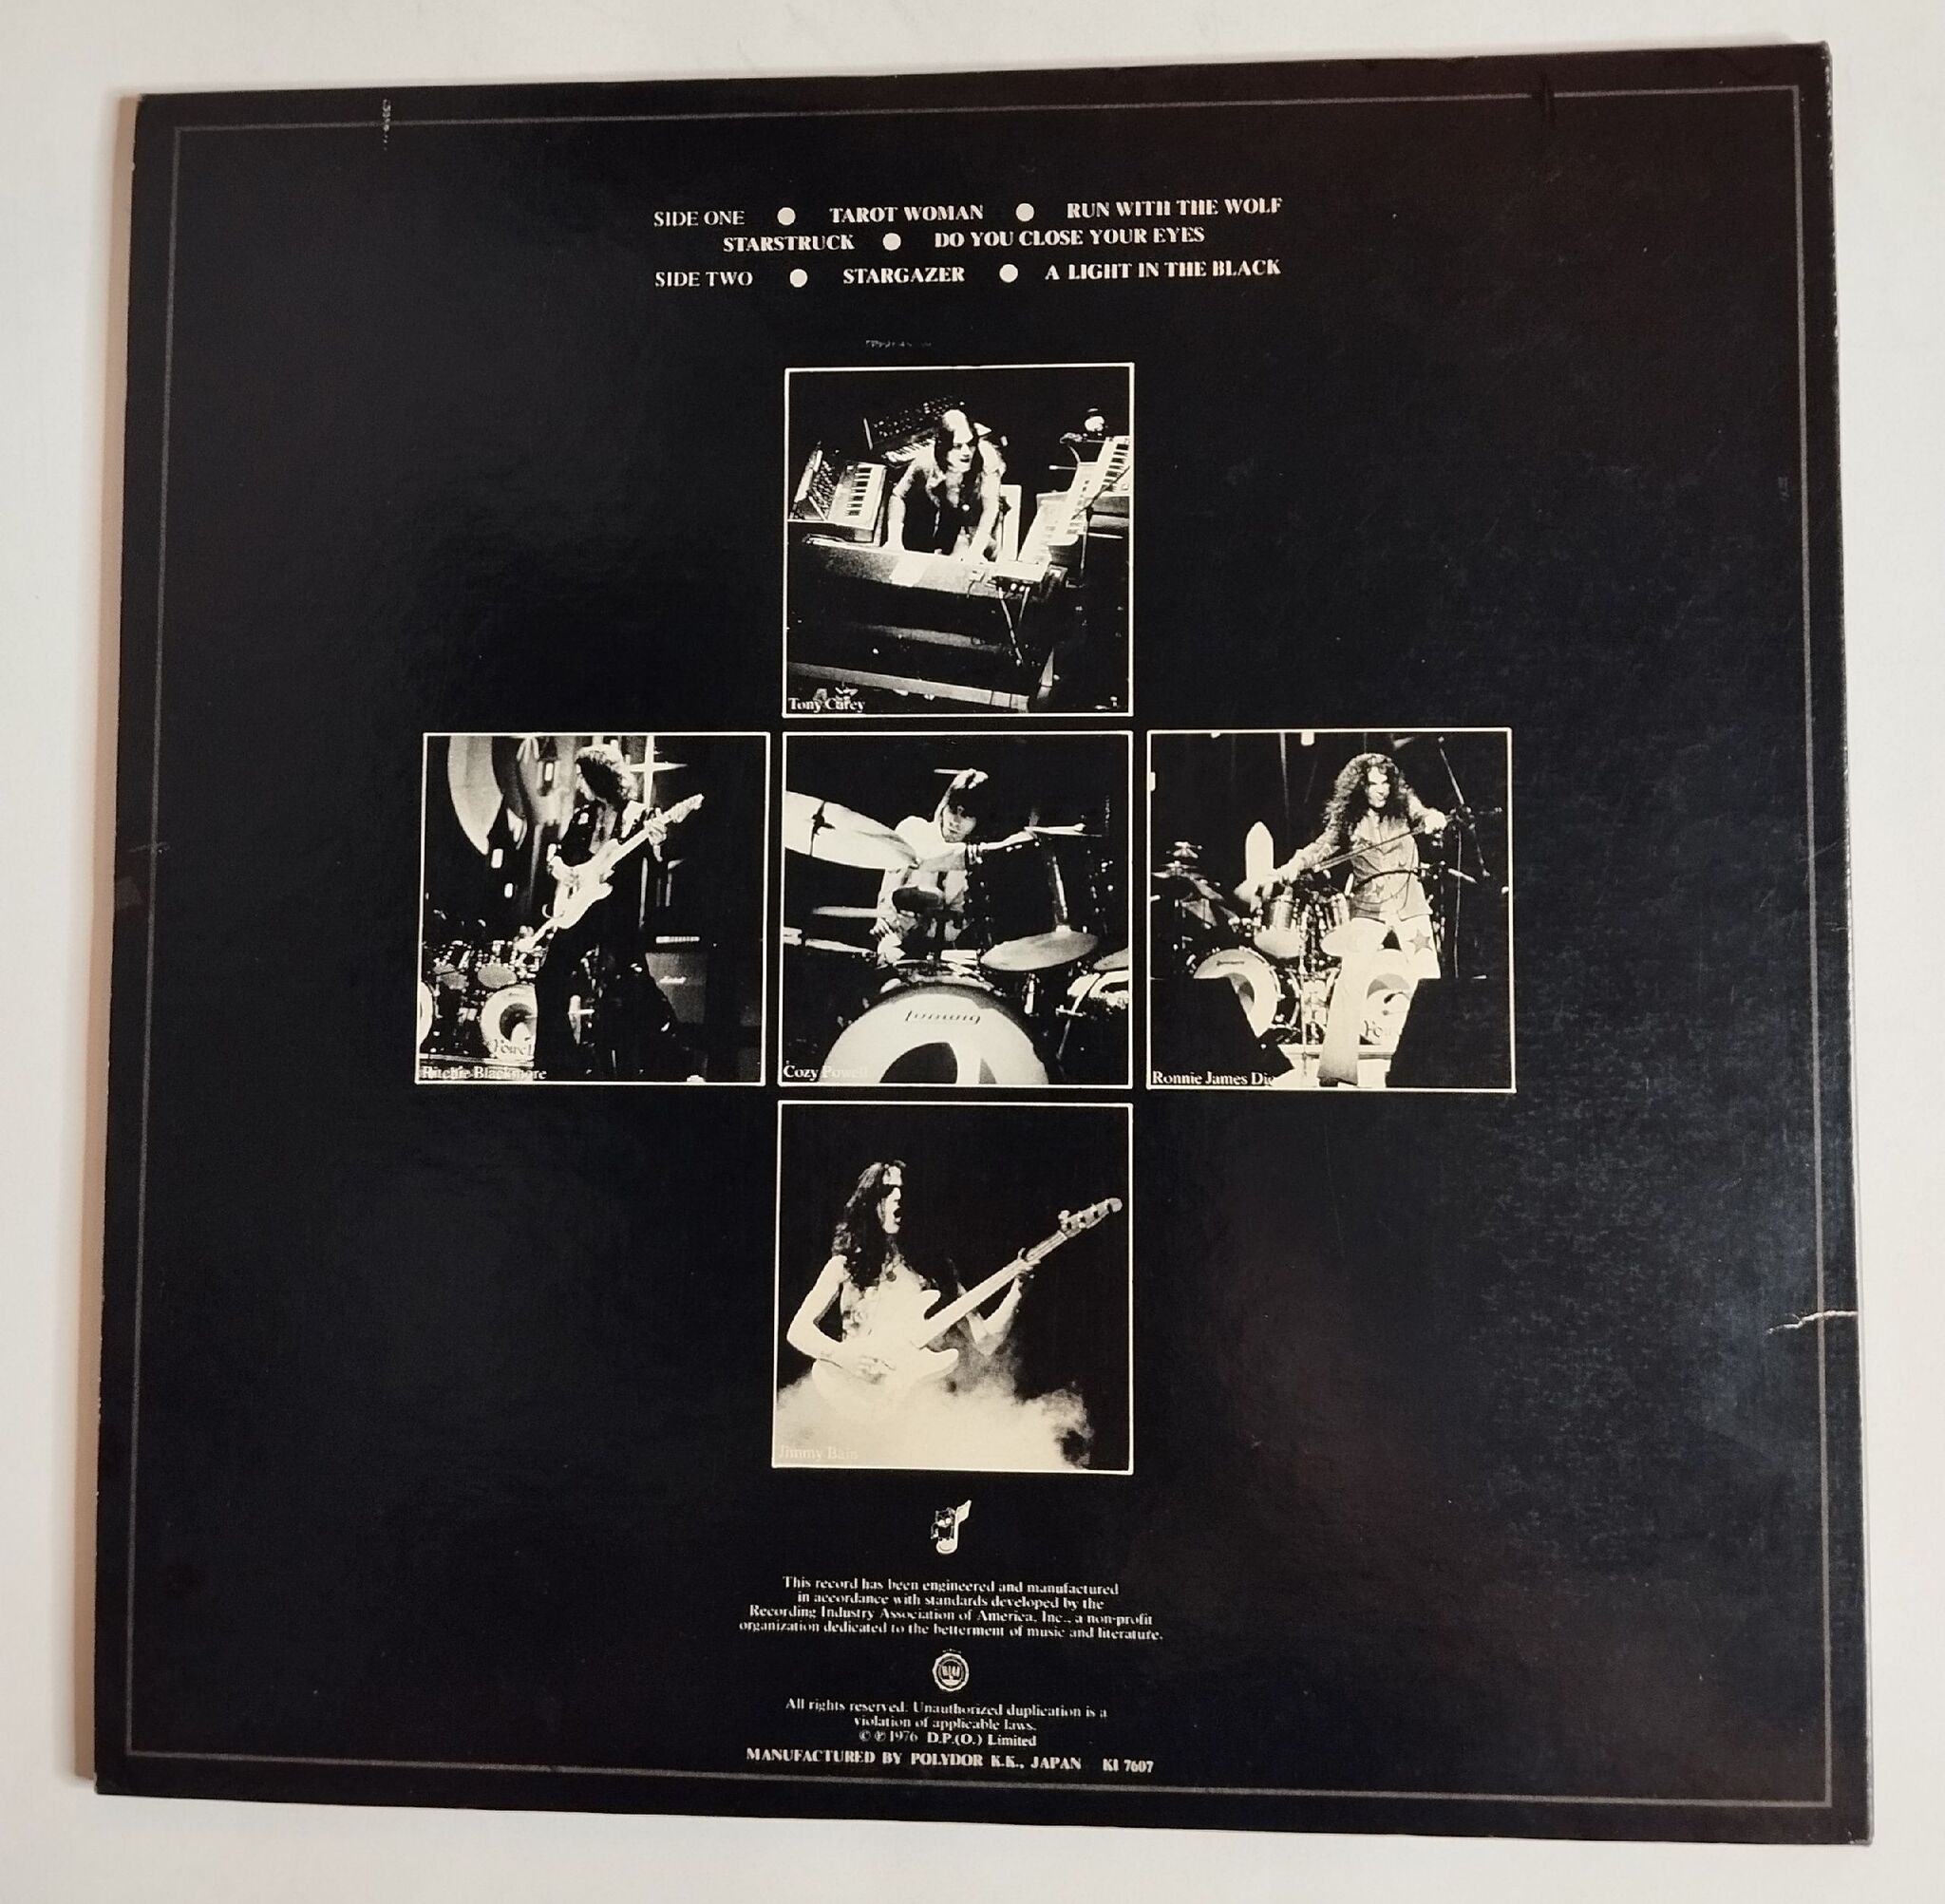 SIDE ONE ● TAROT WOMAN ● RUN WITH THE WOLF
STARSTRUCK ● DO YOU CLOSE YOUR EYES
SIDE TWO ● STARGAZER ● A LIGHT IN THE BLACK
Tony Carey
Ritchie Blackmore
Cozy Powell
Ronnie James Dio
Ludwig
Powell
Jimmy Bain
This record has been engineered and manufactured
in accordance with standards developed by the
Recording Industry Association of America, Inc., a non-profit
organization dedicated to the betterment of music and literature.
RIAA
All rights reserved. Unauthorized duplication is a
violation of applicable laws.
© ℗ 1976 D.P.(O.) Limited
MANUFACTURED BY POLYDOR K.K., JAPAN KI 7607